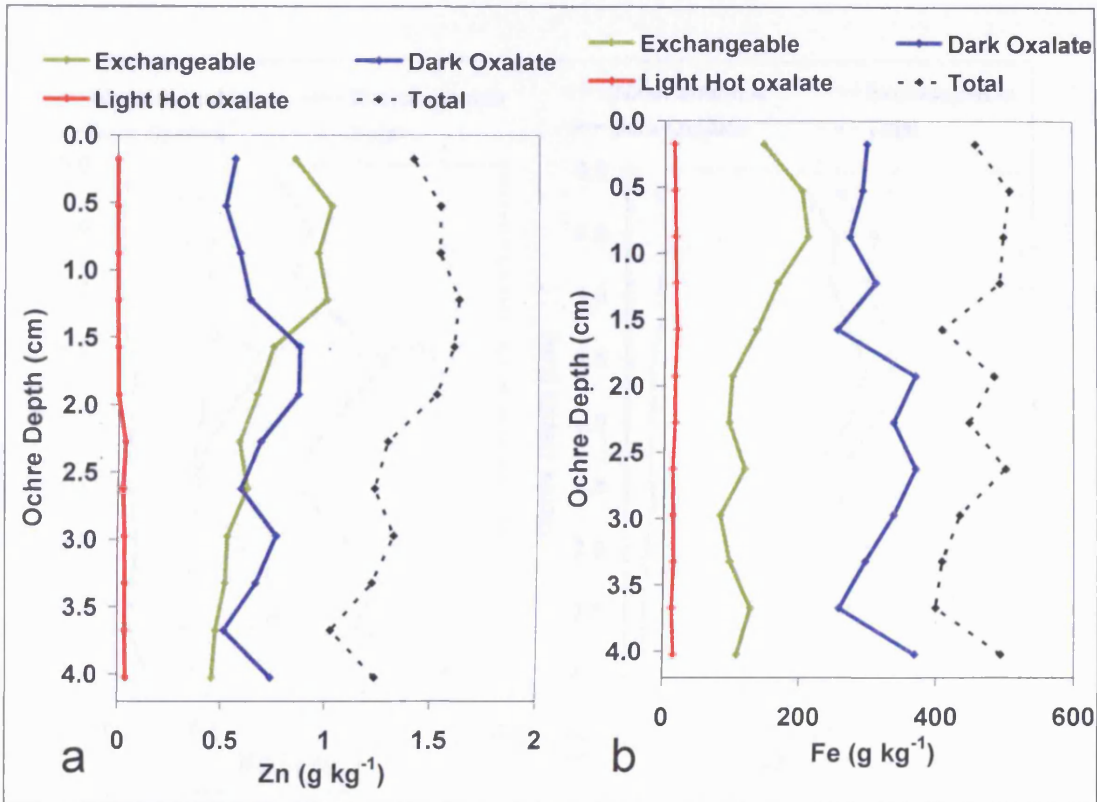 Exchangeable Dark Oxalate
Light Hot oxalate Total
0.0
0.5
1.0
1.5
2.0
2.5
3.0
3.5
4.0
Ochre Depth (cm)
0 0.5 1 1.5 2
a Zn (g kg⁻¹)
Exchangeable Dark Oxalate
Light Hot oxalate Total
0.0
0.5
1.0
1.5
2.0
2.5
3.0
3.5
4.0
Ochre Depth (cm)
0 200 400 600
b Fe (g kg⁻¹)